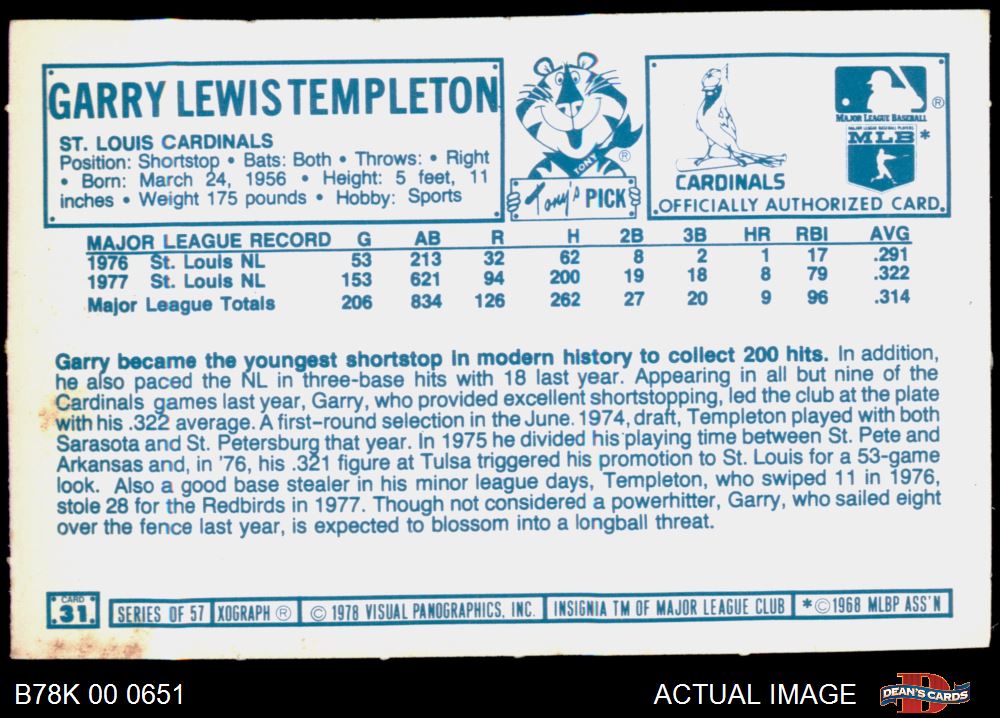 GARRY LEWIS TEMPLETON
ST. LOUIS CARDINALS
Position: Shortstop • Bats: Both • Throws: • Right
• Born: March 24, 1956 • Height: 5 feet, 11
inches • Weight 175 pounds • Hobby: Sports
TONY
®
Tony's PICK
CARDINALS
®
MAJOR LEAGUE BASEBALL
MAJOR LEAGUE BASEBALL PLAYERS
MLB *
OFFICIALLY AUTHORIZED CARD
MAJOR LEAGUE RECORD G AB R H 2B 3B HR RBI AVG
1976 St. Louis NL 53 213 32 62 8 2 1 17 .291
1977 St. Louis NL 153 621 94 200 19 18 8 79 .322
Major League Totals 206 834 126 262 27 20 9 96 .314
Garry became the youngest shortstop in modern history to collect 200 hits. In addition,
he also paced the NL in three-base hits with 18 last year. Appearing in all but nine of the
Cardinals games last year, Garry, who provided excellent shortstopping, led the club at the plate
with his .322 average. A first–round selection in the June. 1974, draft, Templeton played with both
Sarasota and St. Petersburg that year. In 1975 he divided his playing time between St. Pete and
Arkansas and, in '76, his .321 figure at Tulsa triggered his promotion to St. Louis for a 53-game
look. Also a good base stealer in his minor league days, Templeton, who swiped 11 in 1976,
stole 28 for the Redbirds in 1977. Though not considered a powerhitter, Garry, who sailed eight
over the fence last year, is expected to blossom into a longball threat.
CARD
31
SERIES OF 57 XOGRAPH ® © 1978 VISUAL PANOGRAPHICS, INC. INSIGNIA TM OF MAJOR LEAGUE CLUB * © 1968 MLBP ASS'N
B78K 00 0651 ACTUAL IMAGE DEAN'S CARDS